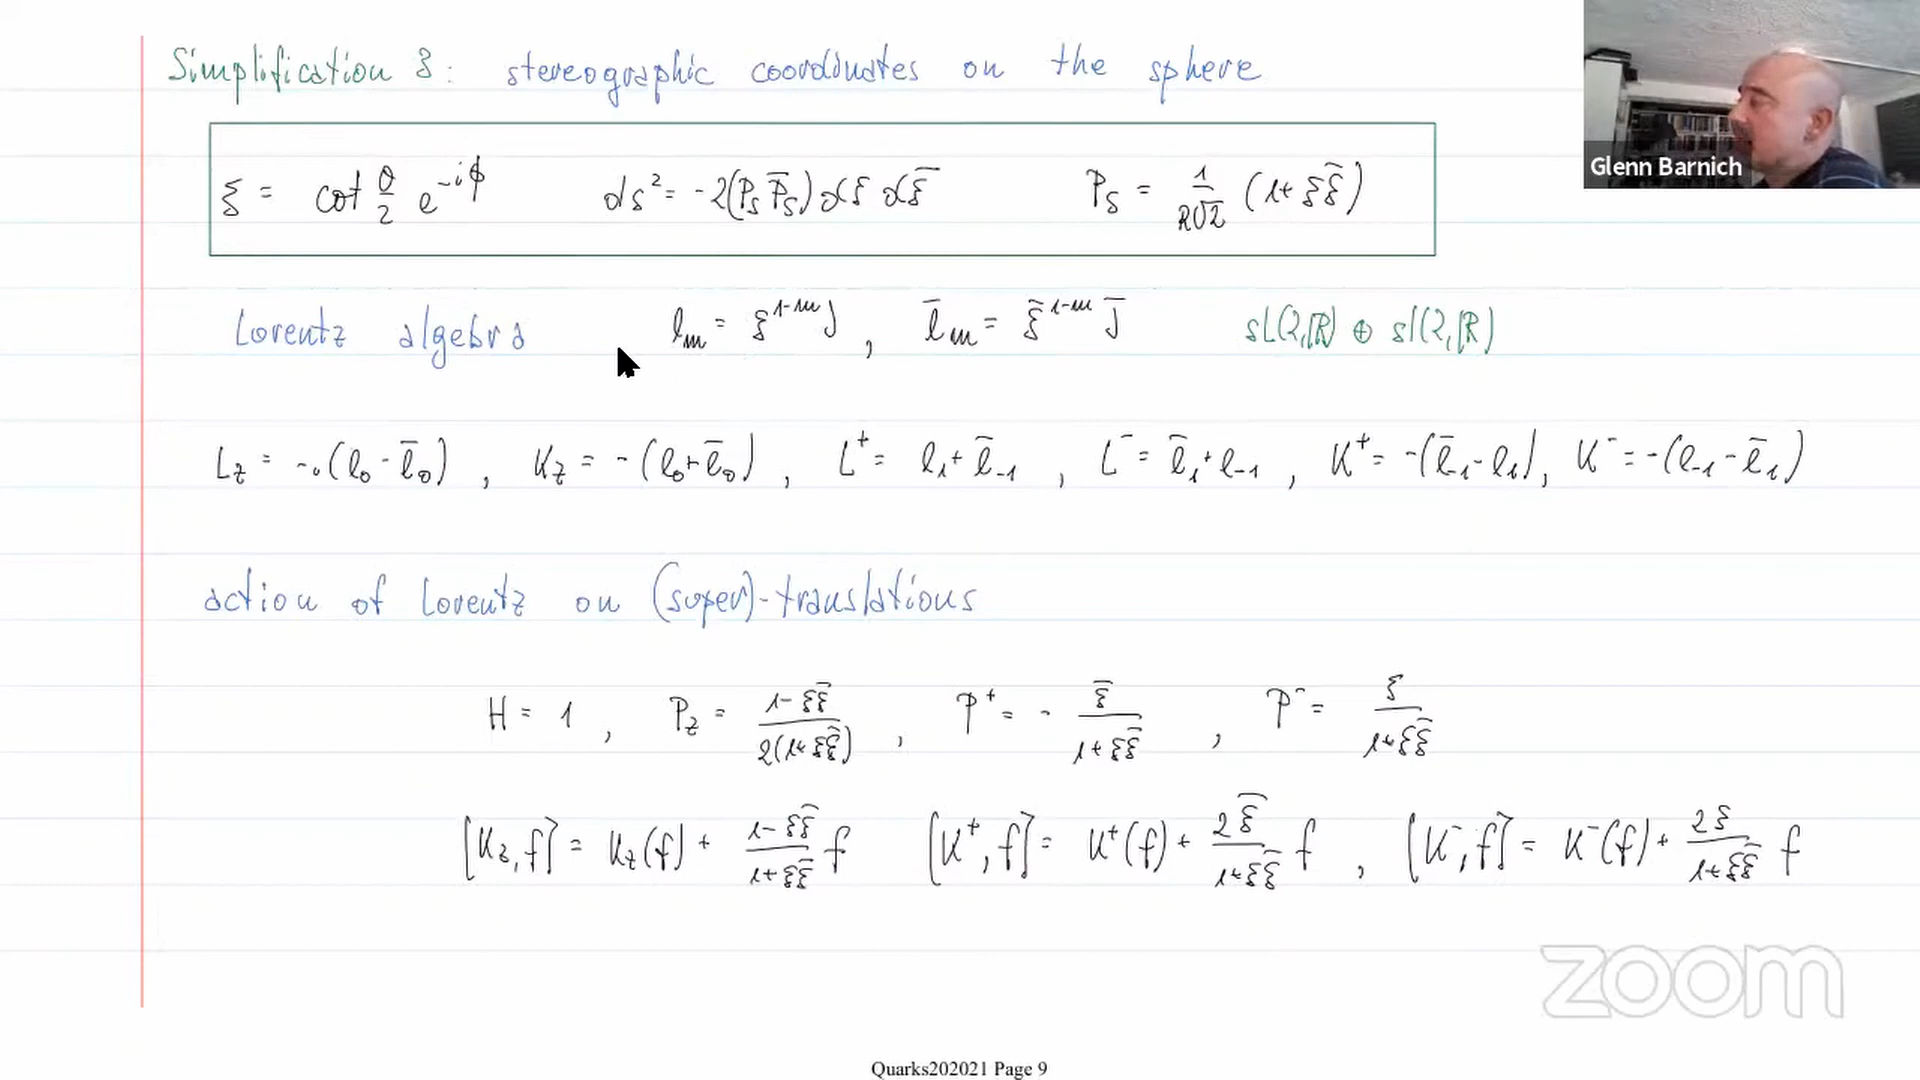 Simplification 3: stereographic coordinates on the sphere
Glenn Barnich
ξ = cot θ/2 e^{-iϕ} ds² = -2(P_S P̄_S) dξ dξ̄ P_S = 1/(R√2) (1+ξξ̄)
Lorentz algebra l_m = ξ^{1-m} ∂, l̄_m = ξ̄^{1-m} ∂̄ sl(2,ℝ) ⊕ sl(2,ℝ)
L_z = -i(l_0 - l̄_0), K_z = -(l_0 + l̄_0), L⁺ = l_1 + l̄_{-1}, L⁻ = l̄_1 + l_{-1}, K⁺ = -(l̄_{-1} - l_1), K⁻ = -(l_{-1} - l̄_1)
action of Lorentz on (super)-translations
H = 1, P_z = (1-ξξ̄)/(2(1+ξξ̄)), P⁺ = - ξ̄/(1+ξξ̄), P⁻ = ξ/(1+ξξ̄)
[K_z, f] = K_z(f) + (1-ξξ̄)/(1+ξξ̄) f [K⁺, f] = K⁺(f) + 2ξ̄/(1+ξξ̄) f, [K⁻, f] = K⁻(f) + 2ξ/(1+ξξ̄) f
zoom
Quarks202021 Page 9